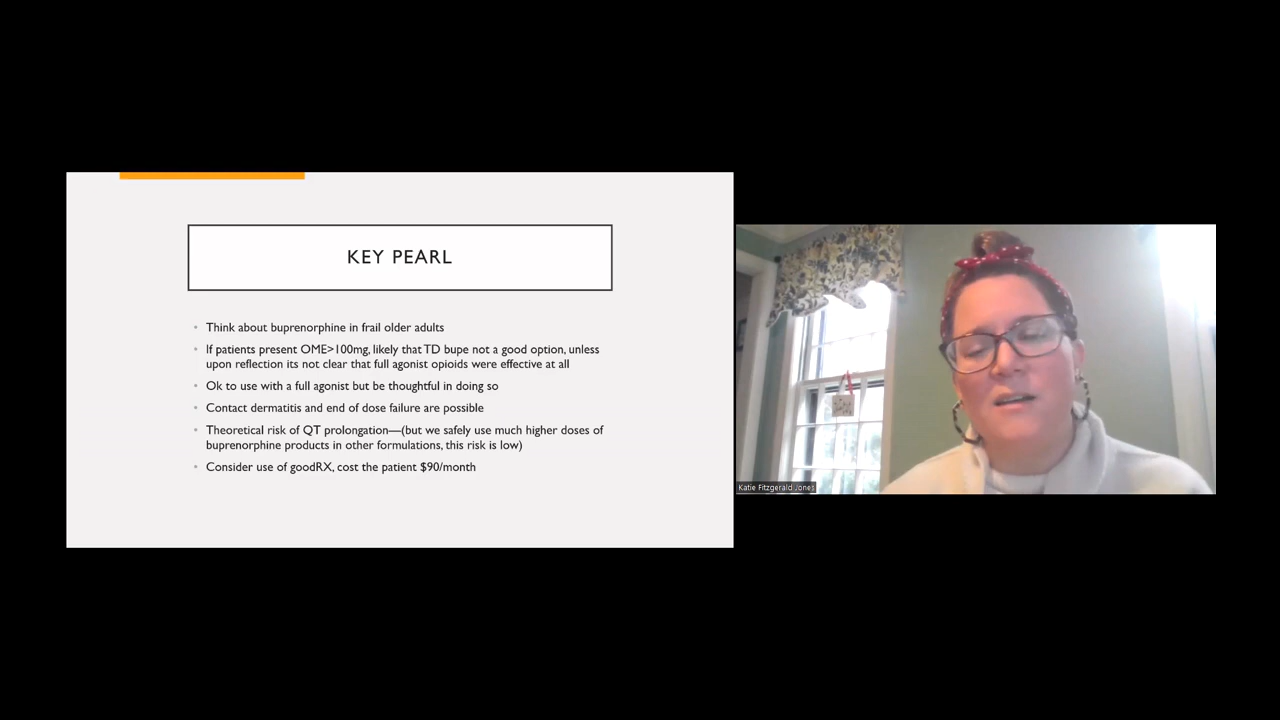 KEY PEARL
Think about buprenorphine in frail older adults
If patients present OME>100mg, likely that TD bupe not a good option, unless
upon reflection its not clear that full agonist opioids were effective at all
Ok to use with a full agonist but be thoughtful in doing so
Contact dermatitis and end of dose failure are possible
Theoretical risk of QT prolongation—(but we safely use much higher doses of
buprenorphine products in other formulations, this risk is low)
Consider use of goodRX, cost the patient $90/month
Katie Fitzgerald Jones